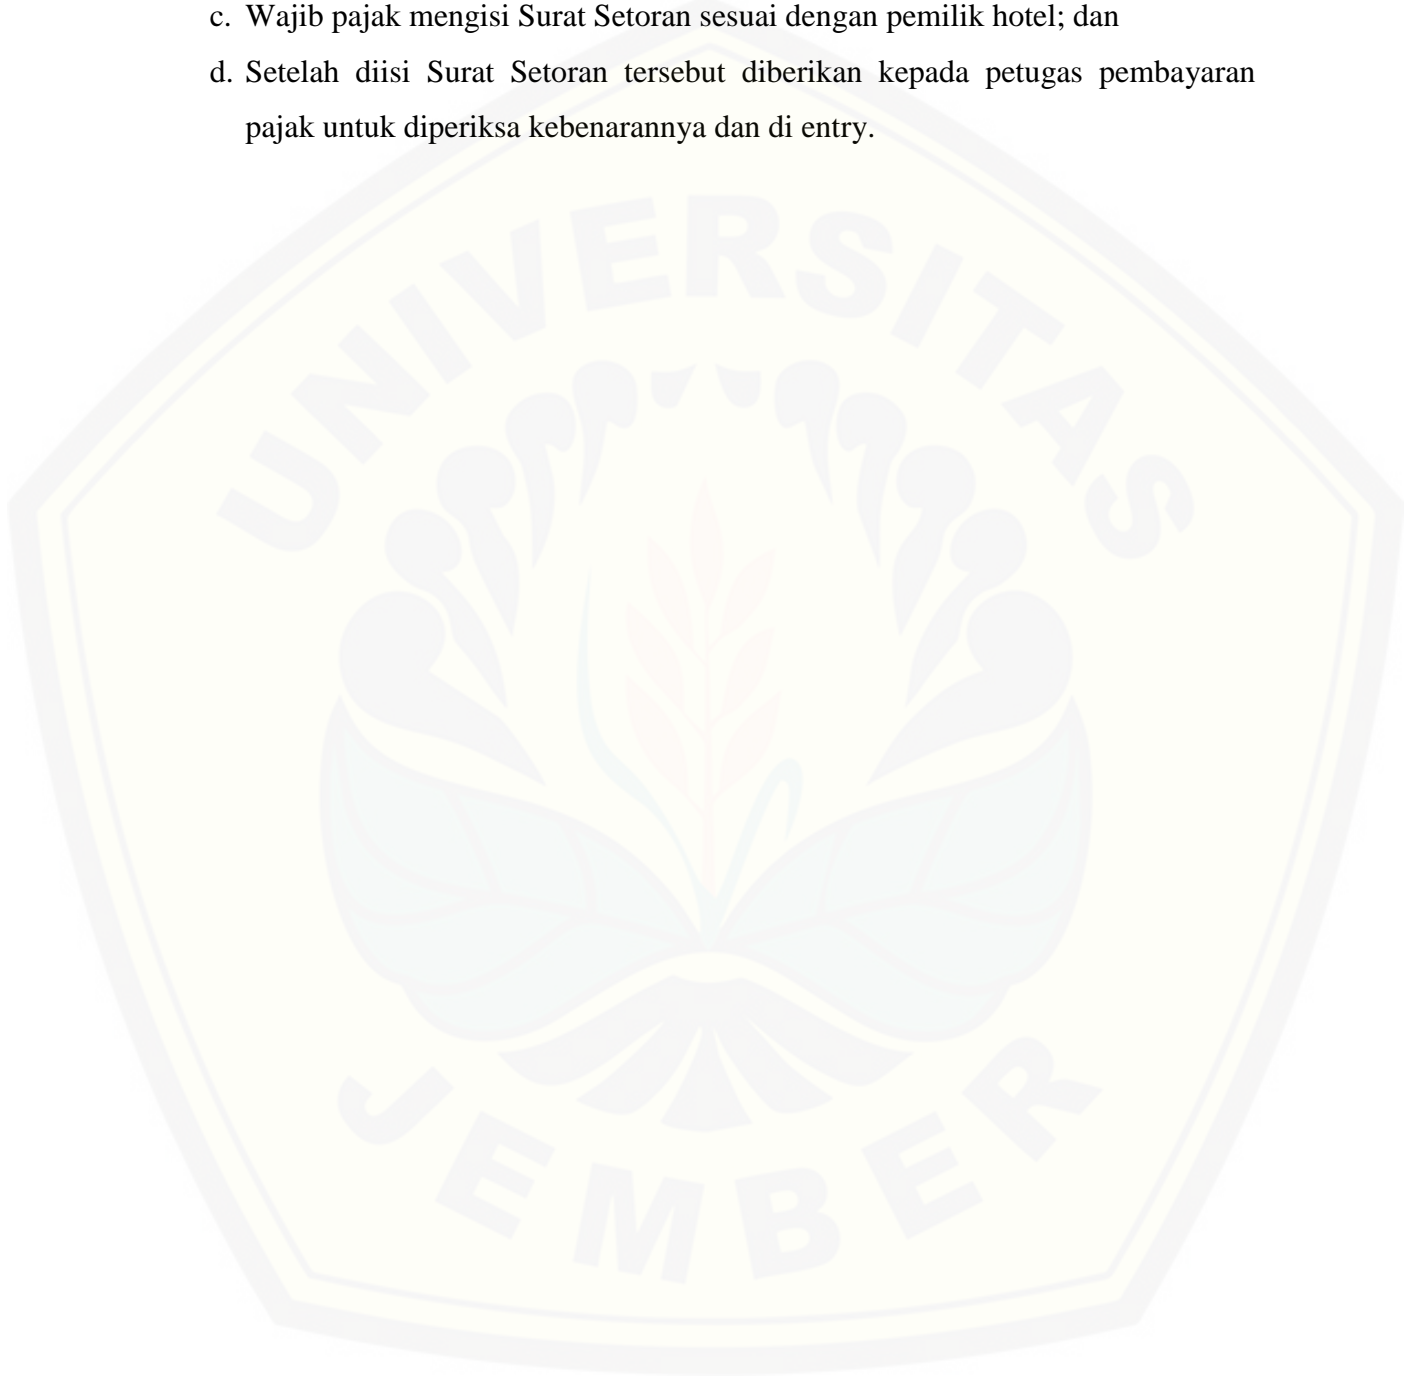 c. Wajib pajak mengisi Surat Setoran sesuai dengan pemilik hotel; dan
d. Setelah diisi Surat Setoran tersebut diberikan kepada petugas pembayaran
pajak untuk diperiksa kebenarannya dan di entry.
UNIVERSITAS
JEMBER